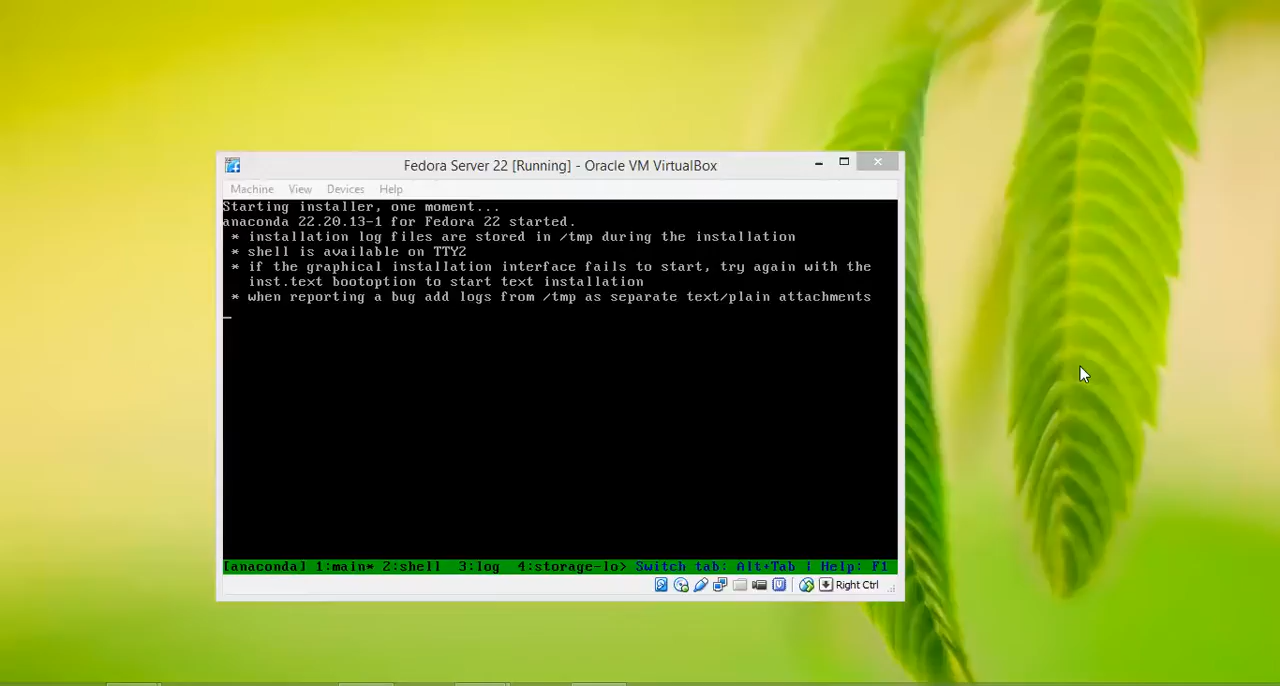 Fedora Server 22 [Running] - Oracle VM VirtualBox
Machine View Devices Help
Starting installer, one moment...
anaconda 22.20.13-1 for Fedora 22 started.
* installation log files are stored in /tmp during the installation
* shell is available on TTY2
* if the graphical installation interface fails to start, try again with the
inst.text bootoption to start text installation
* when reporting a bug add logs from /tmp as separate text/plain attachments
[anaconda] 1:main* 2:shell 3:log 4:storage-lo> Switch tab: Alt+Tab | Help: F1
Right Ctrl